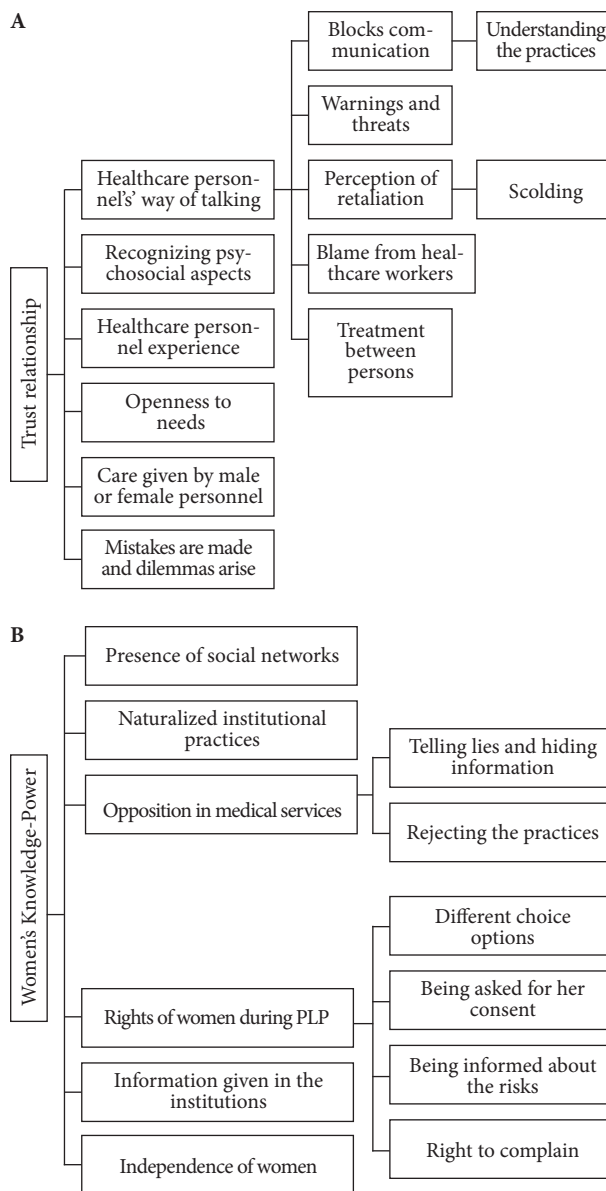 A
Trust relationship
Healthcare person-
nel's' way of talking
Recognizing psy-
chosocial aspects
Healthcare person-
nel experience
Openness to
needs
Care given by male
or female personnel
Mistakes are made
and dilemmas arise
Blocks com-
munication
Understanding
the practices
Warnings and
threats
Perception of
retaliation
Scolding
Blame from heal-
thcare workers
Treatment
between
persons
B
Women's Knowledge-Power
Presence of social networks
Naturalized institutional
practices
Opposition in medical services
Telling lies and hiding
information
Rejecting the practices
Rights of women during PLP
Different choice
options
Being asked for her
consent
Being informed about
the risks
Right to complain
Information given in the
institutions
Independence of women